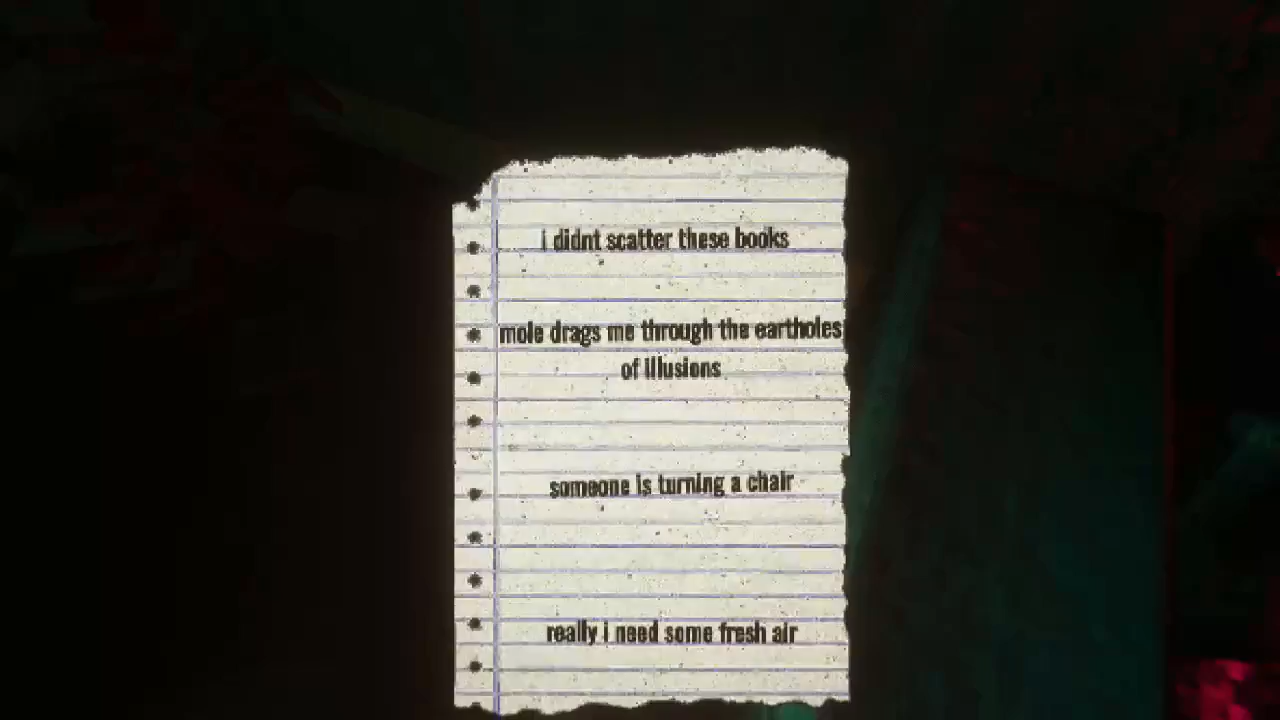 i didnt scatter these books
mole drags me through the eartholes
of illusions
someone is turning a chair
really i need some fresh air